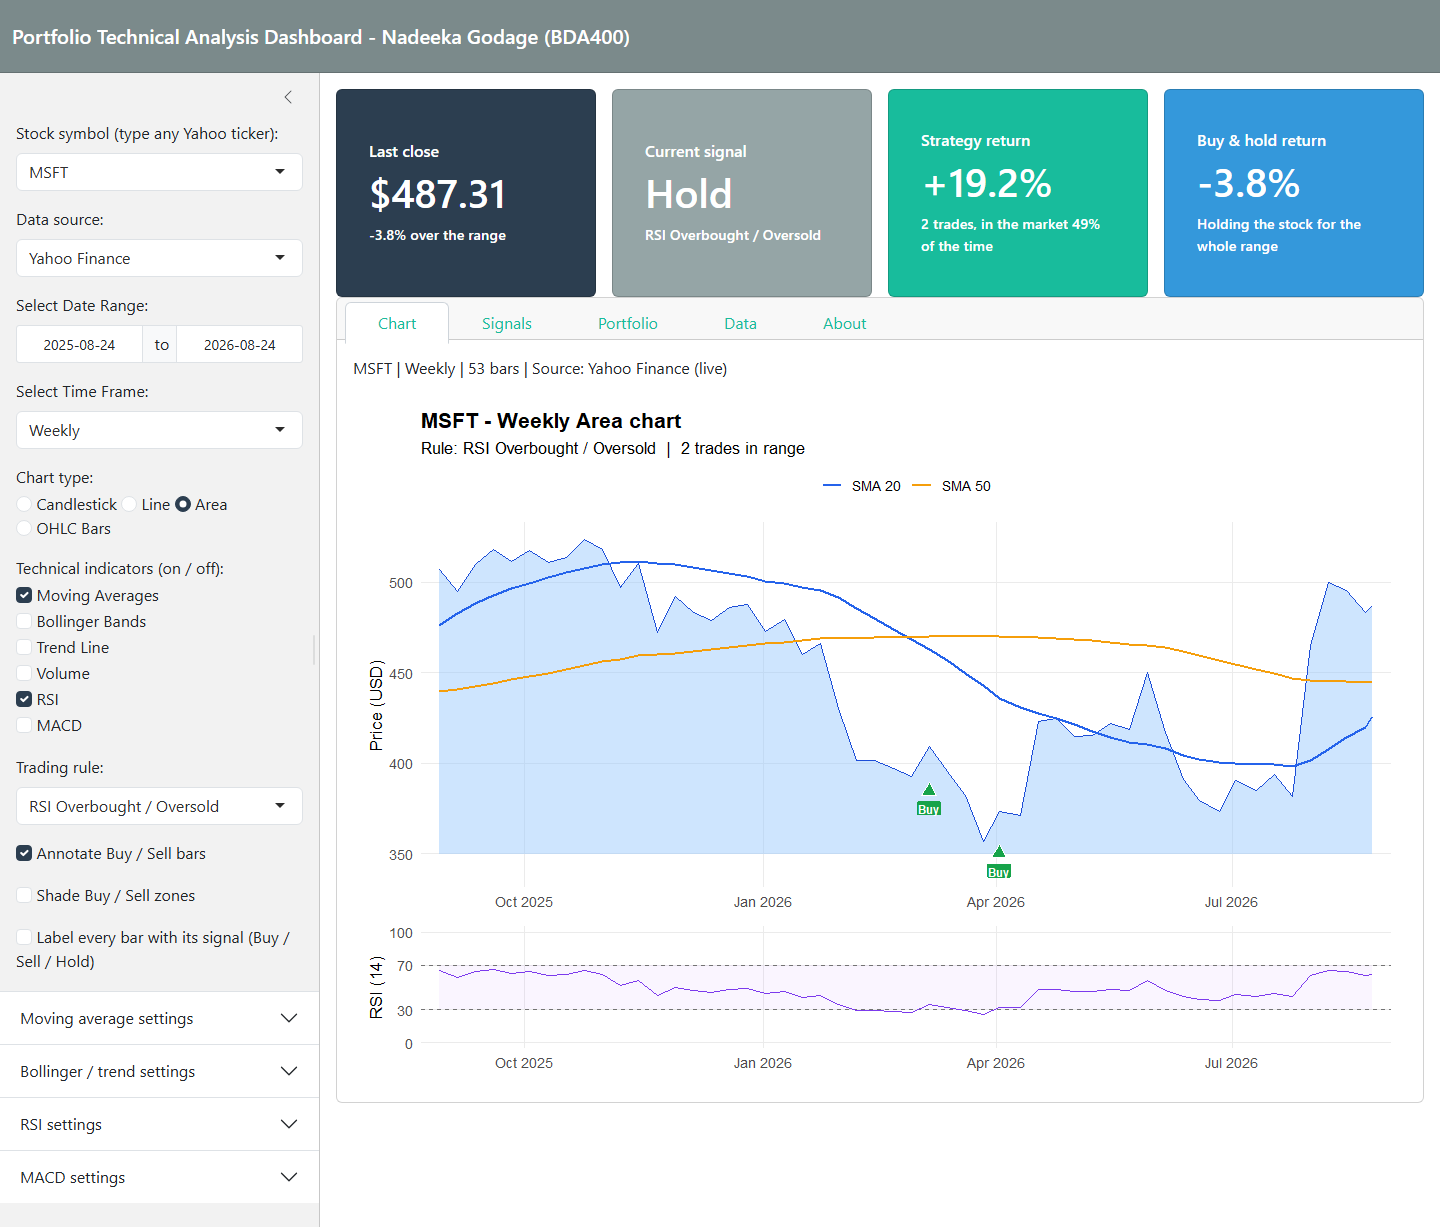 Portfolio Technical Analysis Dashboard - Nadeeka Godage (BDA400)
Stock symbol (type any Yahoo ticker):
MSFT
Data source:
Yahoo Finance
Select Date Range:
2025-08-24 to 2026-08-24
Select Time Frame:
Weekly
Chart type:
Candlestick Line Area
OHLC Bars
Technical indicators (on / off):
Moving Averages
Bollinger Bands
Trend Line
Volume
RSI
MACD
Trading rule:
RSI Overbought / Oversold
Annotate Buy / Sell bars
Shade Buy / Sell zones
Label every bar with its signal (Buy /
Sell / Hold)
Moving average settings
Bollinger / trend settings
RSI settings
MACD settings
Last close
$487.31
-3.8% over the range
Current signal
Hold
RSI Overbought / Oversold
Strategy return
+19.2%
2 trades, in the market 49%
of the time
Buy & hold return
-3.8%
Holding the stock for the
whole range
Chart Signals Portfolio Data About
MSFT | Weekly | 53 bars | Source: Yahoo Finance (live)
MSFT - Weekly Area chart
Rule: RSI Overbought / Oversold | 2 trades in range
SMA 20 SMA 50
Price (USD)
500
450
400
350
Buy
Buy
Oct 2025 Jan 2026 Apr 2026 Jul 2026
RSI (14)
100
70
30
0
Oct 2025 Jan 2026 Apr 2026 Jul 2026